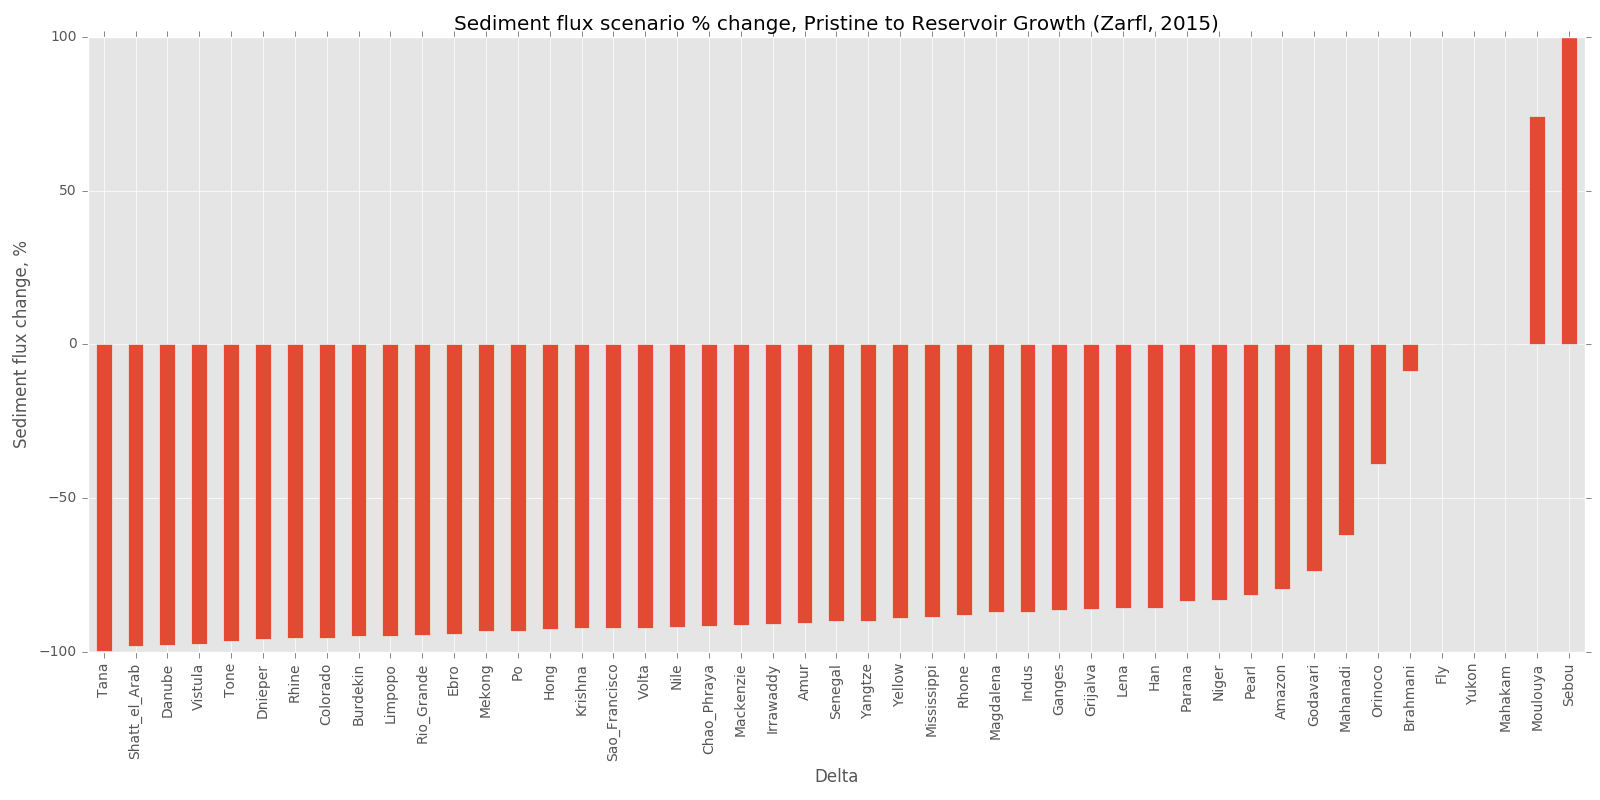 Sediment flux scenario % change, Pristine to Reservoir Growth (Zarfl, 2015)
Sediment flux change, %
100
50
0
−50
−100
Tana
Shatt_el_Arab
Danube
Vistula
Tone
Dnieper
Rhine
Colorado
Burdekin
Limpopo
Rio_Grande
Ebro
Mekong
Po
Hong
Krishna
Sao_Francisco
Volta
Nile
Chao_Phraya
Mackenzie
Irrawaddy
Amur
Senegal
Yangtze
Yellow
Mississippi
Rhone
Magdalena
Indus
Ganges
Grijalva
Lena
Han
Parana
Niger
Pearl
Amazon
Godavari
Mahanadi
Orinoco
Brahmani
Fly
Yukon
Mahakam
Moulouya
Sebou
Delta